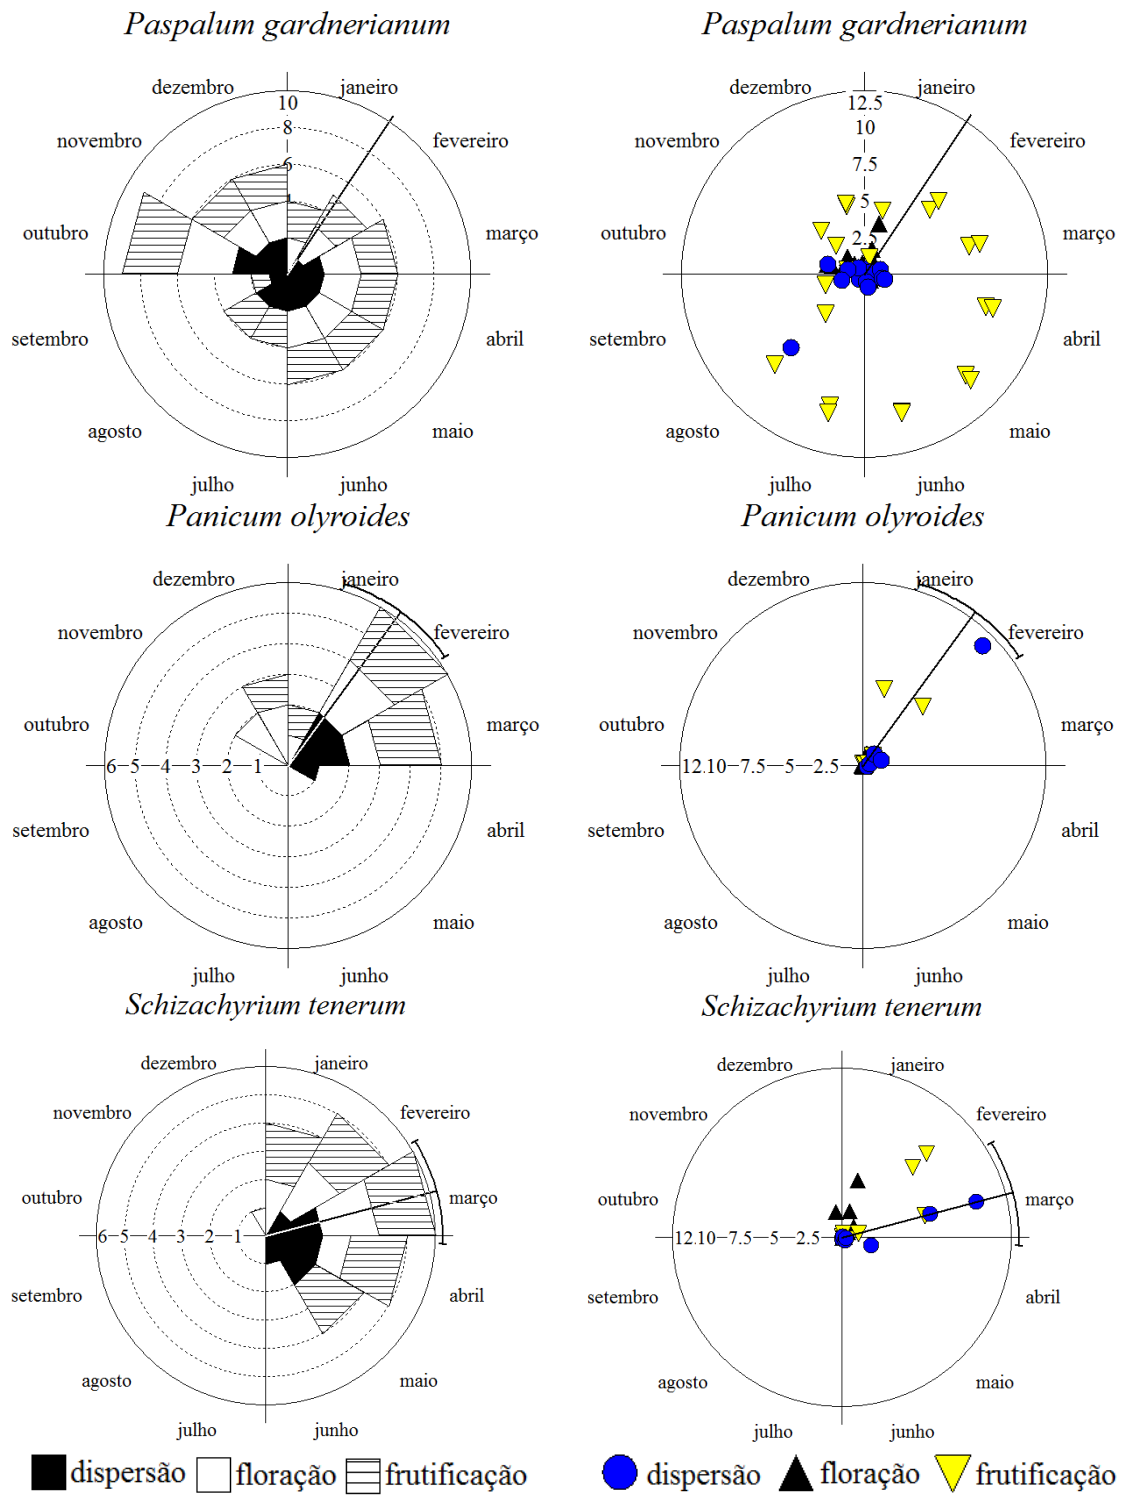 Paspalum gardnerianum
Paspalum gardnerianum
dezembro janeiro
dezembro janeiro
10
12.5
8
10
novembro fevereiro
novembro fevereiro
6
7.5
4
5
outubro março
outubro março
2.5
setembro abril
setembro abril
agosto maio
agosto maio
julho junho
julho junho
Panicum olyroides
Panicum olyroides
dezembro janeiro
dezembro janeiro
novembro fevereiro
novembro fevereiro
outubro março
outubro março
6 5 4 3 2 1
12.10 7.5 5 2.5
setembro abril
setembro abril
agosto maio
agosto maio
julho junho
julho junho
Schizachyrium tenerum
Schizachyrium tenerum
dezembro janeiro
dezembro janeiro
novembro fevereiro
novembro fevereiro
outubro março
outubro março
6 5 4 3 2 1
12.10 7.5 5 2.5
setembro abril
setembro abril
agosto maio
agosto maio
julho junho
julho junho
dispersão floração frutificação
dispersão floração frutificação